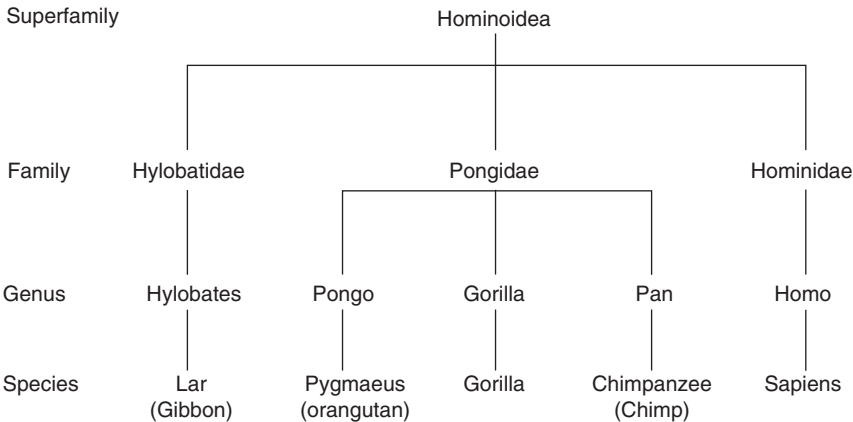 Superfamily Hominoidea
Family Hylobatidae Pongidae Hominidae
Genus Hylobates Pongo Gorilla Pan Homo
Species Lar Pygmaeus Gorilla Chimpanzee Sapiens
(Gibbon) (orangutan) (Chimp)